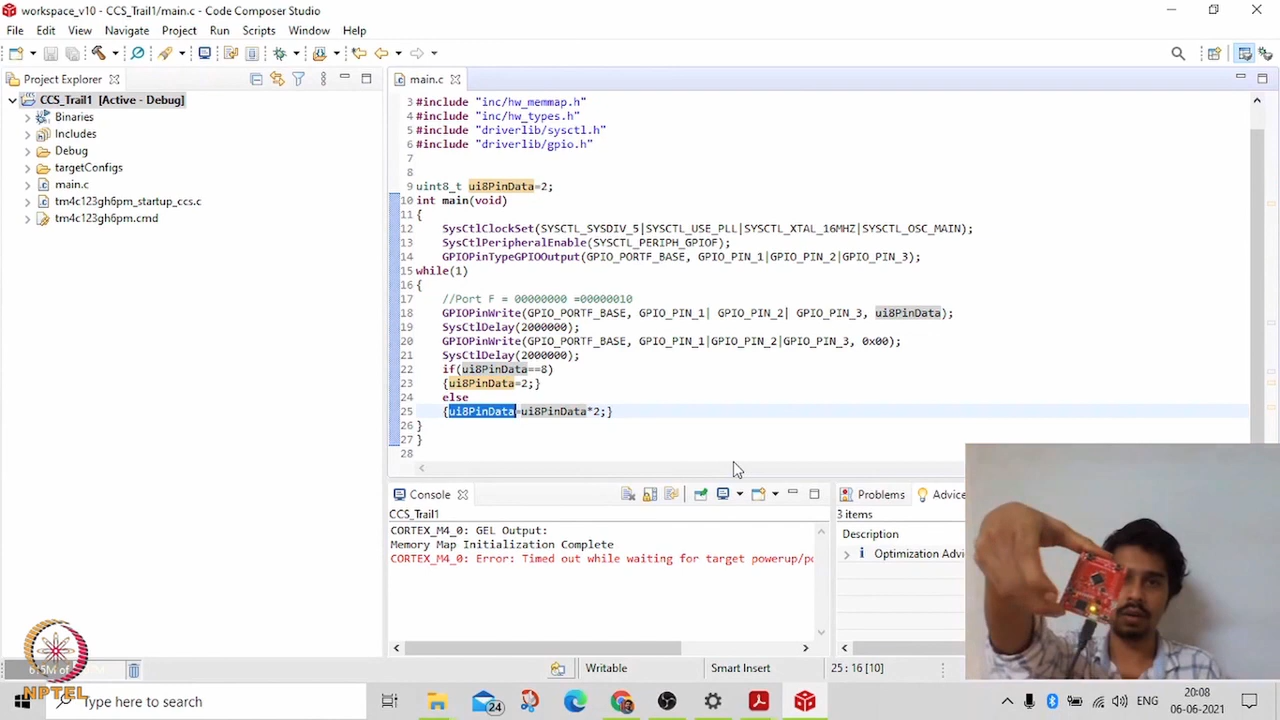 workspace_v10 - CCS_Trail1/main.c - Code Composer Studio
File Edit View Navigate Project Run Scripts Window Help
Project Explorer
CCS_Trail1 [Active - Debug]
Binaries
Includes
Debug
targetConfigs
main.c
tm4c123gh6pm_startup_ccs.c
tm4c123gh6pm.cmd
main.c
3 #include "inc/hw_memmap.h"
4 #include "inc/hw_types.h"
5 #include "driverlib/sysctl.h"
6 #include "driverlib/gpio.h"
7
8
9 uint8_t ui8PinData=2;
10 int main(void)
11 {
12 SysCtlClockSet(SYSCTL_SYSDIV_5|SYSCTL_USE_PLL|SYSCTL_XTAL_16MHZ|SYSCTL_OSC_MAIN);
13 SysCtlPeripheralEnable(SYSCTL_PERIPH_GPIOF);
14 GPIOPinTypeGPIOOutput(GPIO_PORTF_BASE, GPIO_PIN_1|GPIO_PIN_2|GPIO_PIN_3);
15 while(1)
16 {
17 //Port F = 00000000 =00000010
18 GPIOPinWrite(GPIO_PORTF_BASE, GPIO_PIN_1| GPIO_PIN_2| GPIO_PIN_3, ui8PinData);
19 SysCtlDelay(2000000);
20 GPIOPinWrite(GPIO_PORTF_BASE, GPIO_PIN_1|GPIO_PIN_2|GPIO_PIN_3, 0x00);
21 SysCtlDelay(2000000);
22 if(ui8PinData==8)
23 {ui8PinData=2;}
24 else
25 {ui8PinData=ui8PinData*2;}
26 }
27 }
28
Console
CCS_Trail1
CORTEX_M4_0: GEL Output:
Memory Map Initialization Complete
CORTEX_M4_0: Error: Timed out while waiting for target powerup/po
Problems Advice
3 items
Description
Optimization Advi
615M of
Writable Smart Insert 25 : 16 [10]
NPTEL
Type here to search
24
ENG
20:08
06-06-2021